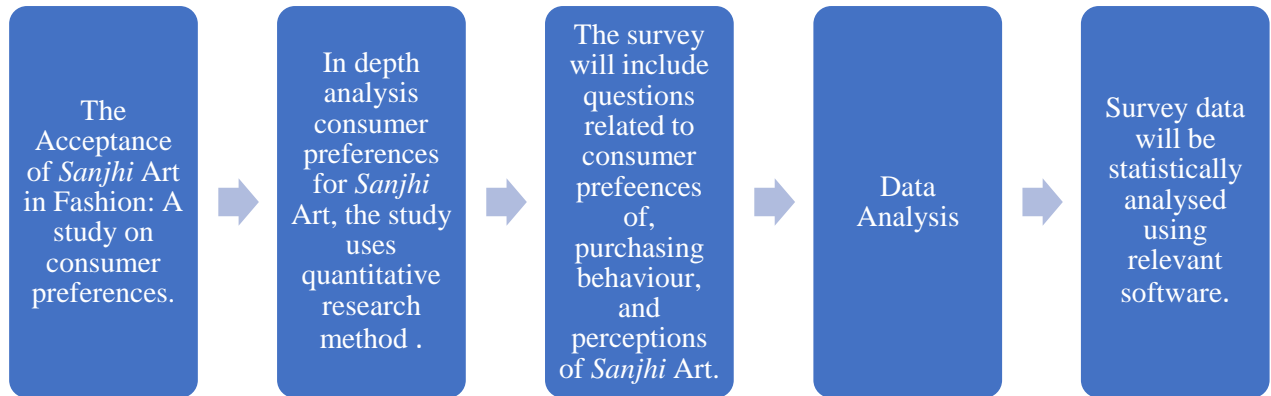 The
Acceptance
of Sanjhi Art
in Fashion: A
study on
consumer
preferences.
In depth
analysis
consumer
preferences
for Sanjhi
Art, the study
uses
quantitative
research
method .
The survey
will include
questions
related to
consumer
prefeences
of,
purchasing
behaviour,
and
perceptions
of Sanjhi Art.
Data
Analysis
Survey data
will be
statistically
analysed
using
relevant
software.